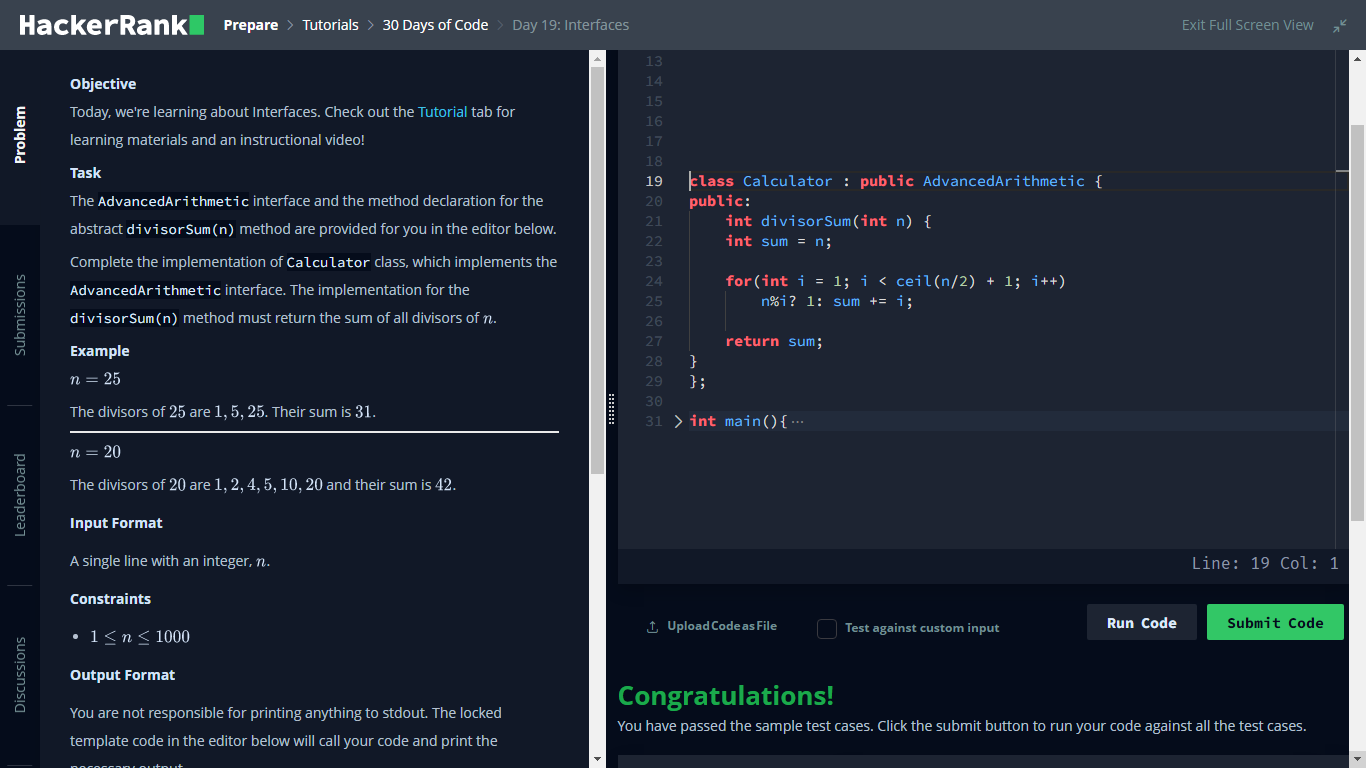 HackerRank Prepare > Tutorials > 30 Days of Code > Day 19: Interfaces Exit Full Screen View
Problem
Submissions
Leaderboard
Discussions
Objective
Today, we're learning about Interfaces. Check out the Tutorial tab for
learning materials and an instructional video!
Task
The AdvancedArithmetic interface and the method declaration for the
abstract divisorSum(n) method are provided for you in the editor below.
Complete the implementation of Calculator class, which implements the
AdvancedArithmetic interface. The implementation for the
divisorSum(n) method must return the sum of all divisors of n.
Example
n = 25
The divisors of 25 are 1, 5, 25. Their sum is 31.
n = 20
The divisors of 20 are 1, 2, 4, 5, 10, 20 and their sum is 42.
Input Format
A single line with an integer, n.
Constraints
• 1 ≤ n ≤ 1000
Output Format
You are not responsible for printing anything to stdout. The locked
template code in the editor below will call your code and print the
necessary output.
13
14
15
16
17
18
19 class Calculator : public AdvancedArithmetic {
20 public:
21 int divisorSum(int n) {
22 int sum = n;
23
24 for(int i = 1; i < ceil(n/2) + 1; i++)
25 n%i? 1: sum += i;
26
27 return sum;
28 }
29 };
30
31 > int main(){⋯
Line: 19 Col: 1
Upload Code as File Test against custom input Run Code Submit Code
Congratulations!
You have passed the sample test cases. Click the submit button to run your code against all the test cases.